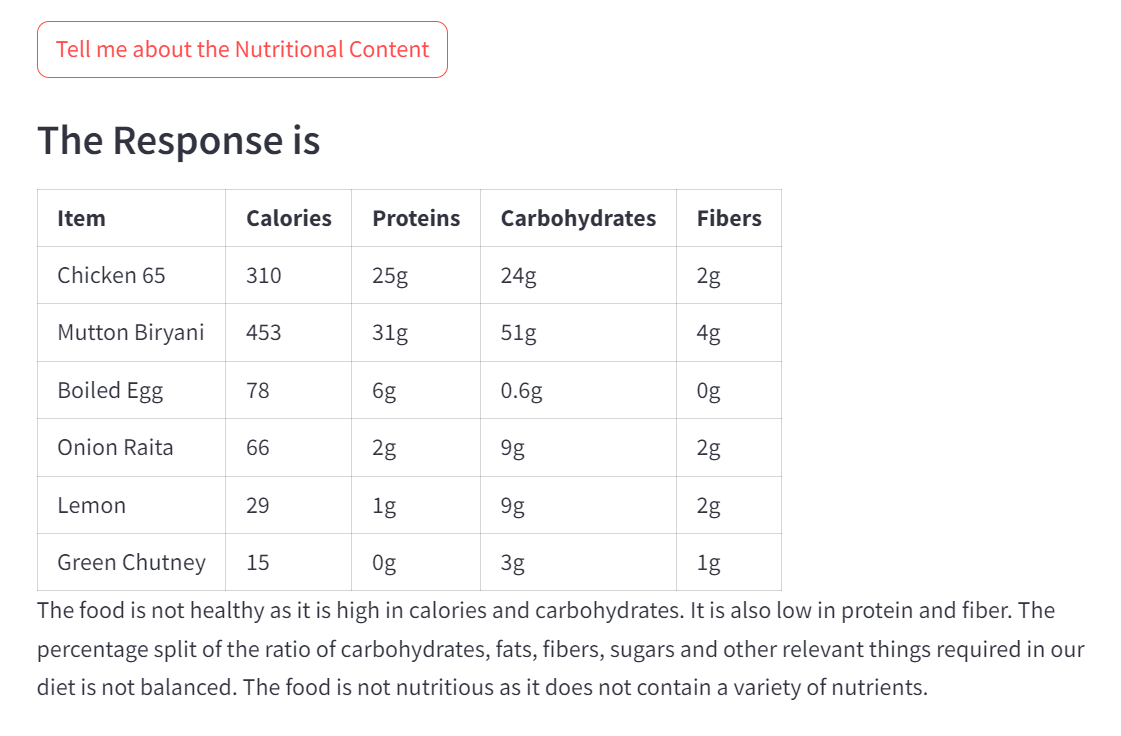 Tell me about the Nutritional Content
The Response is
Item Calories Proteins Carbohydrates Fibers
Chicken 65 310 25g 24g 2g
Mutton Biryani 453 31g 51g 4g
Boiled Egg 78 6g 0.6g 0g
Onion Raita 66 2g 9g 2g
Lemon 29 1g 9g 2g
Green Chutney 15 0g 3g 1g
The food is not healthy as it is high in calories and carbohydrates. It is also low in protein and fiber. The
percentage split of the ratio of carbohydrates, fats, fibers, sugars and other relevant things required in our
diet is not balanced. The food is not nutritious as it does not contain a variety of nutrients.